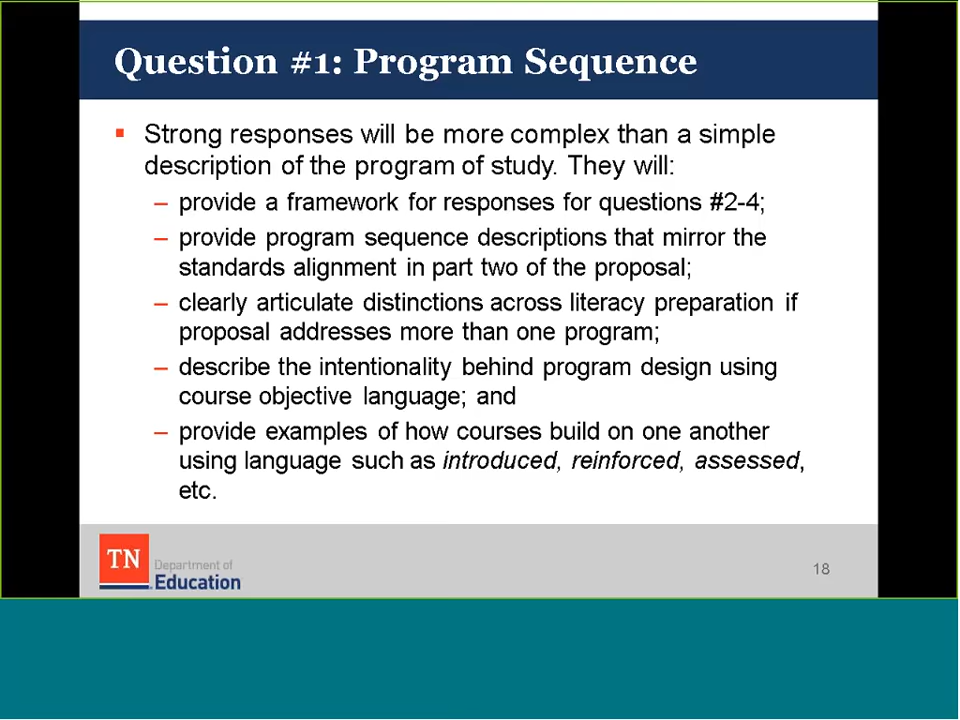 Question #1: Program Sequence
▪ Strong responses will be more complex than a simple
description of the program of study. They will:
– provide a framework for responses for questions #2-4;
– provide program sequence descriptions that mirror the
standards alignment in part two of the proposal;
– clearly articulate distinctions across literacy preparation if
proposal addresses more than one program;
– describe the intentionality behind program design using
course objective language; and
– provide examples of how courses build on one another
using language such as introduced, reinforced, assessed,
etc.
TN
Department of
Education
18